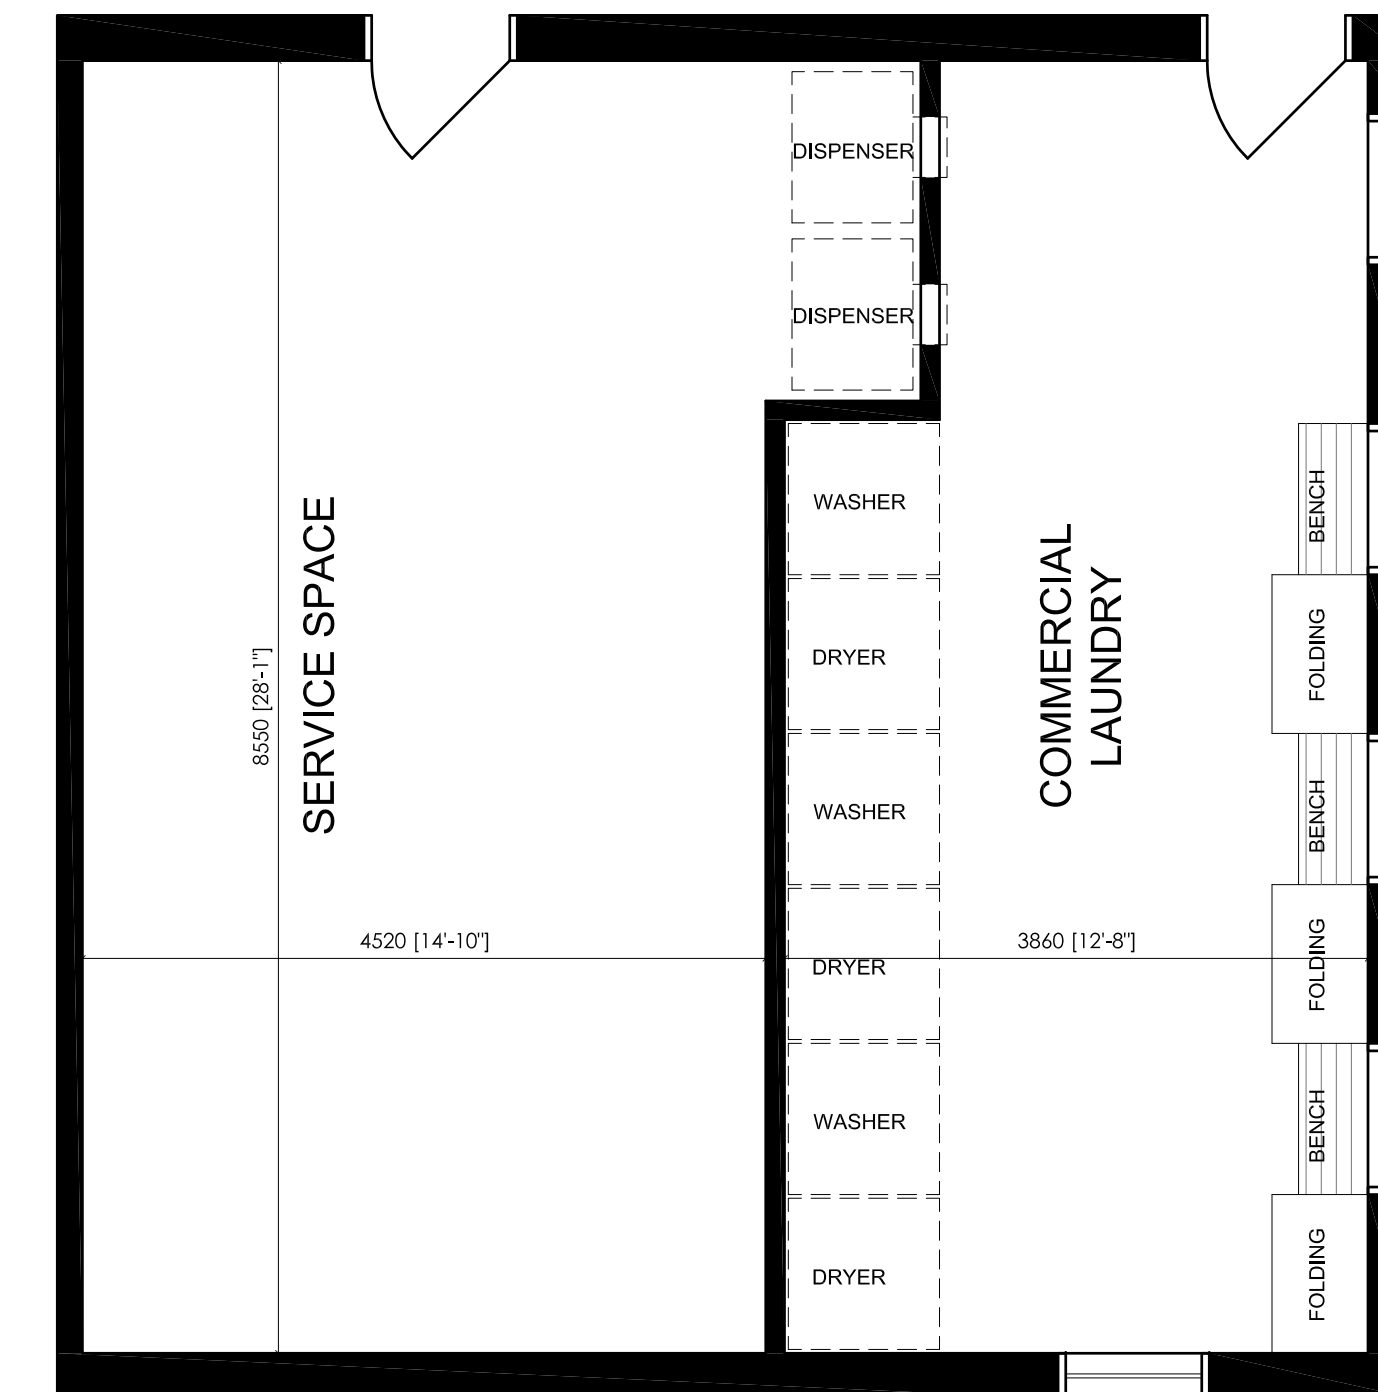 DISPENSER
DISPENSER
WASHER
BENCH
SERVICE SPACE
COMMERCIAL
LAUNDRY
8550 [28'-1"]
DRYER
FOLDING
WASHER
BENCH
4520 [14'-10"]
3860 [12'-8"]
DRYER
FOLDING
WASHER
BENCH
DRYER
FOLDING